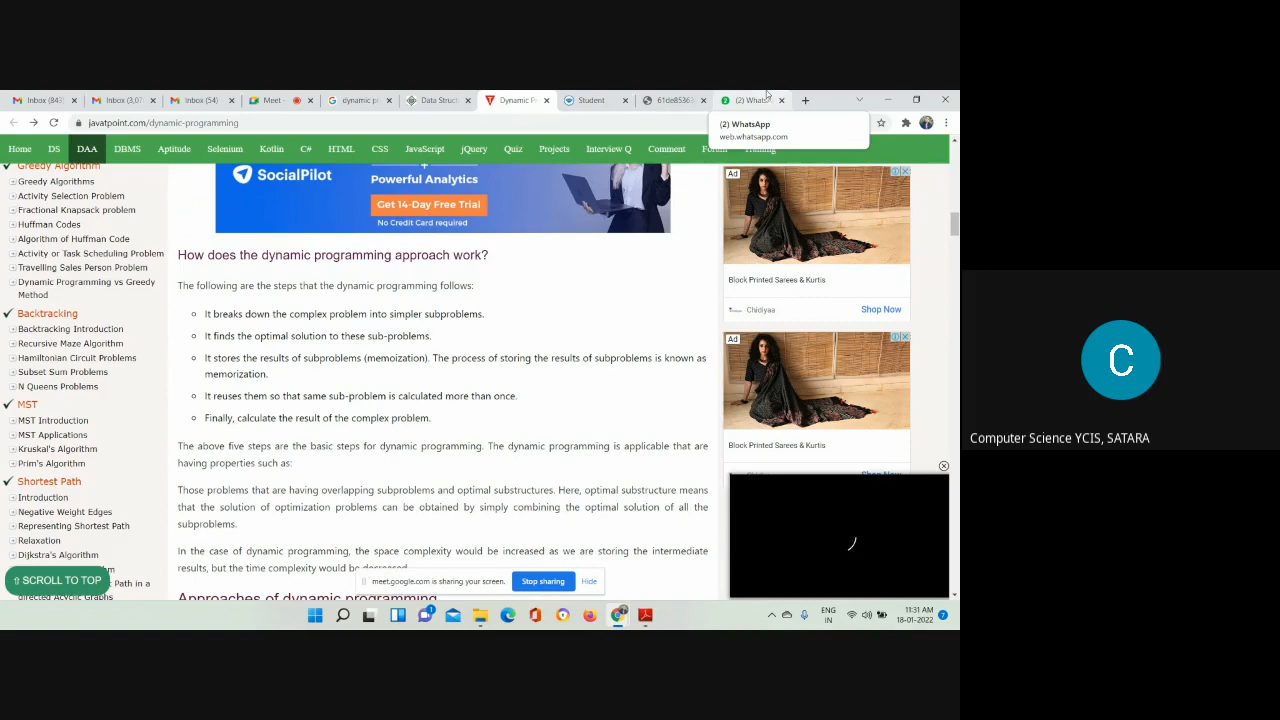 Inbox (843
Inbox (3,07
Inbox (54)
Meet -
dynamic pr
Data Struct
Dynamic P
Student
61de85363
(2) WhatsA
javatpoint.com/dynamic-programming
(2) WhatsApp
web.whatsapp.com
Home DS DAA DBMS Aptitude Selenium Kotlin C# HTML CSS JavaScript jQuery Quiz Projects Interview Q Comment Forum Training
Greedy Algorithm
Greedy Algorithms
Activity Selection Problem
Fractional Knapsack problem
Huffman Codes
Algorithm of Huffman Code
Activity or Task Scheduling Problem
Travelling Sales Person Problem
Dynamic Programming vs Greedy
Method
Backtracking
Backtracking Introduction
Recursive Maze Algorithm
Hamiltonian Circuit Problems
Subset Sum Problems
N Queens Problems
MST
MST Introduction
MST Applications
Kruskal's Algorithm
Prim's Algorithm
Shortest Path
Introduction
Negative Weight Edges
Representing Shortest Path
Relaxation
Dijkstra's Algorithm
Path in a
directed Acyclic Graphs
⇧ SCROLL TO TOP
SocialPilot
Powerful Analytics
Get 14-Day Free Trial
No Credit Card required
How does the dynamic programming approach work?
The following are the steps that the dynamic programming follows:
It breaks down the complex problem into simpler subproblems.
It finds the optimal solution to these sub-problems.
It stores the results of subproblems (memoization). The process of storing the results of subproblems is known as
memorization.
It reuses them so that same sub-problem is calculated more than once.
Finally, calculate the result of the complex problem.
The above five steps are the basic steps for dynamic programming. The dynamic programming is applicable that are
having properties such as:
Those problems that are having overlapping subproblems and optimal substructures. Here, optimal substructure means
that the solution of optimization problems can be obtained by simply combining the optimal solution of all the
subproblems.
In the case of dynamic programming, the space complexity would be increased as we are storing the intermediate
results, but the time complexity would be decreased.
Approaches of dynamic programming
Ad
Block Printed Sarees & Kurtis
Chidiyaa
Shop Now
Ad
Block Printed Sarees & Kurtis
meet.google.com is sharing your screen.
Stop sharing
Hide
ENG
IN
11:31 AM
18-01-2022
7
C
Computer Science YCIS, SATARA